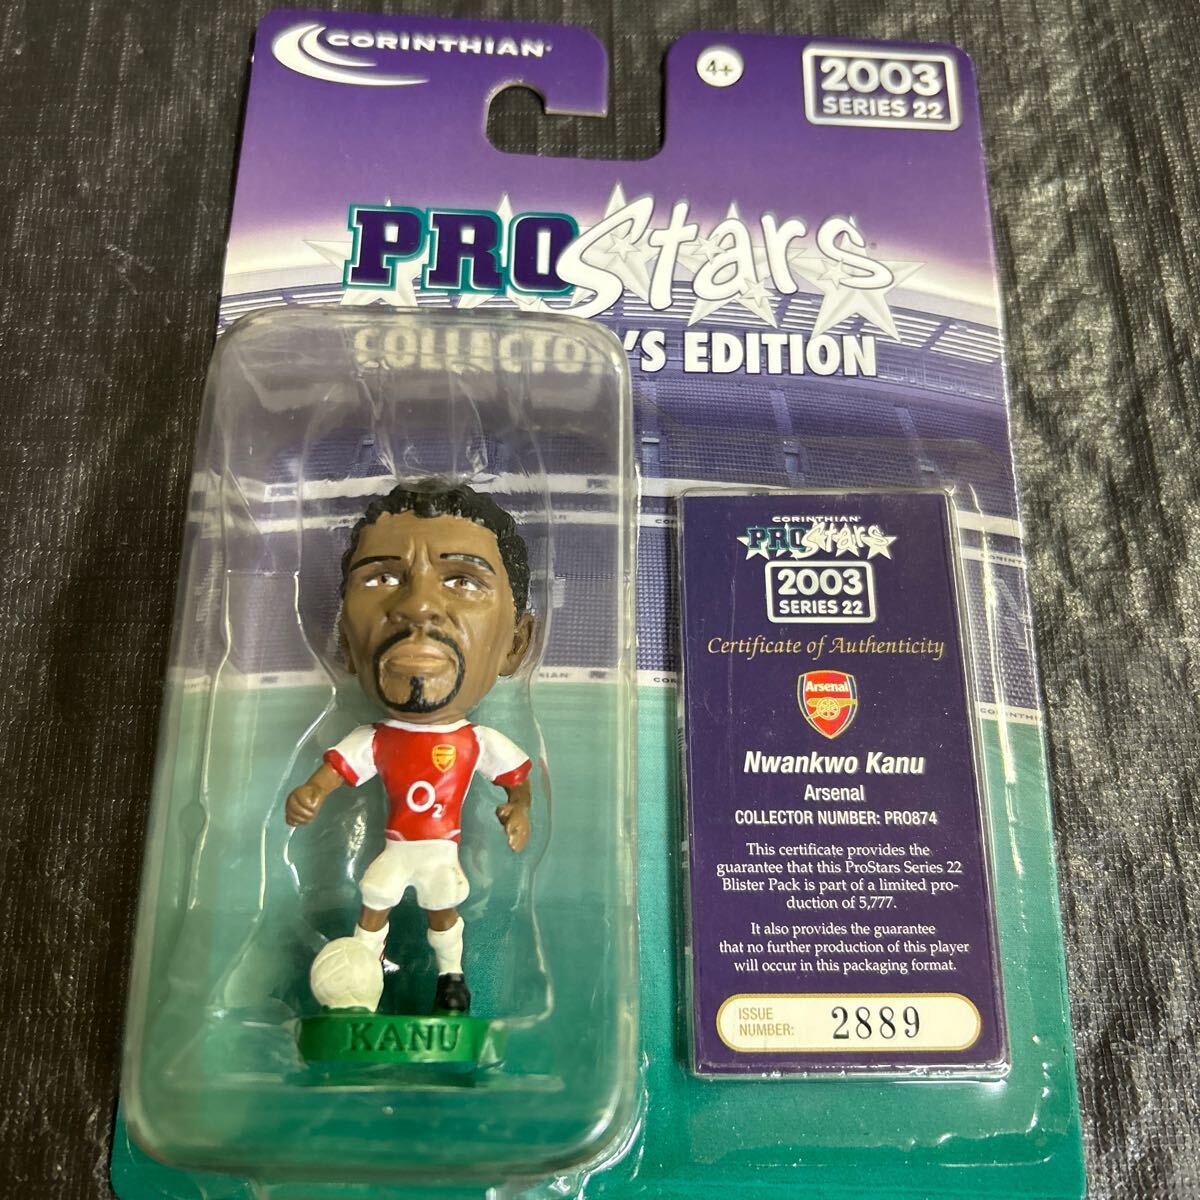 CORINTHIAN
4+
2003
SERIES 22
PROStars
COLLECTOR'S EDITION
CORINTHIAN
PROStars
2003
SERIES 22
Certificate of Authenticity
Arsenal
Nwankwo Kanu
Arsenal
COLLECTOR NUMBER: PRO874
This certificate provides the
guarantee that this ProStars Series 22
Blister Pack is part of a limited pro-
duction of 5,777.
It also provides the guarantee
that no further production of this player
will occur in this packaging format.
ISSUE
NUMBER: 2889
O2
KANU